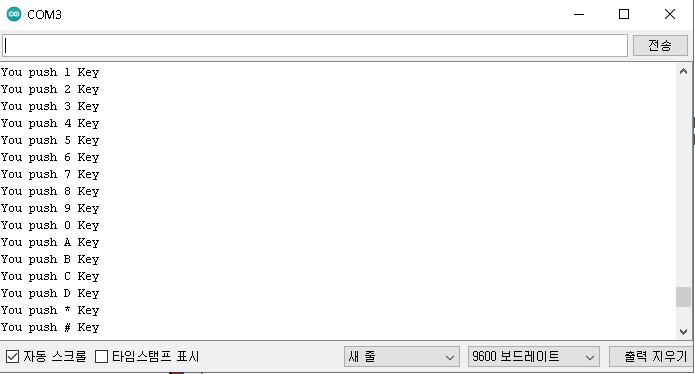 COM3
전송
You push 1 Key
You push 2 Key
You push 3 Key
You push 4 Key
You push 5 Key
You push 6 Key
You push 7 Key
You push 8 Key
You push 9 Key
You push 0 Key
You push A Key
You push B Key
You push C Key
You push D Key
You push * Key
You push # Key
자동 스크롤 타임스탬프 표시 새 줄 9600 보드레이트 출력 지우기